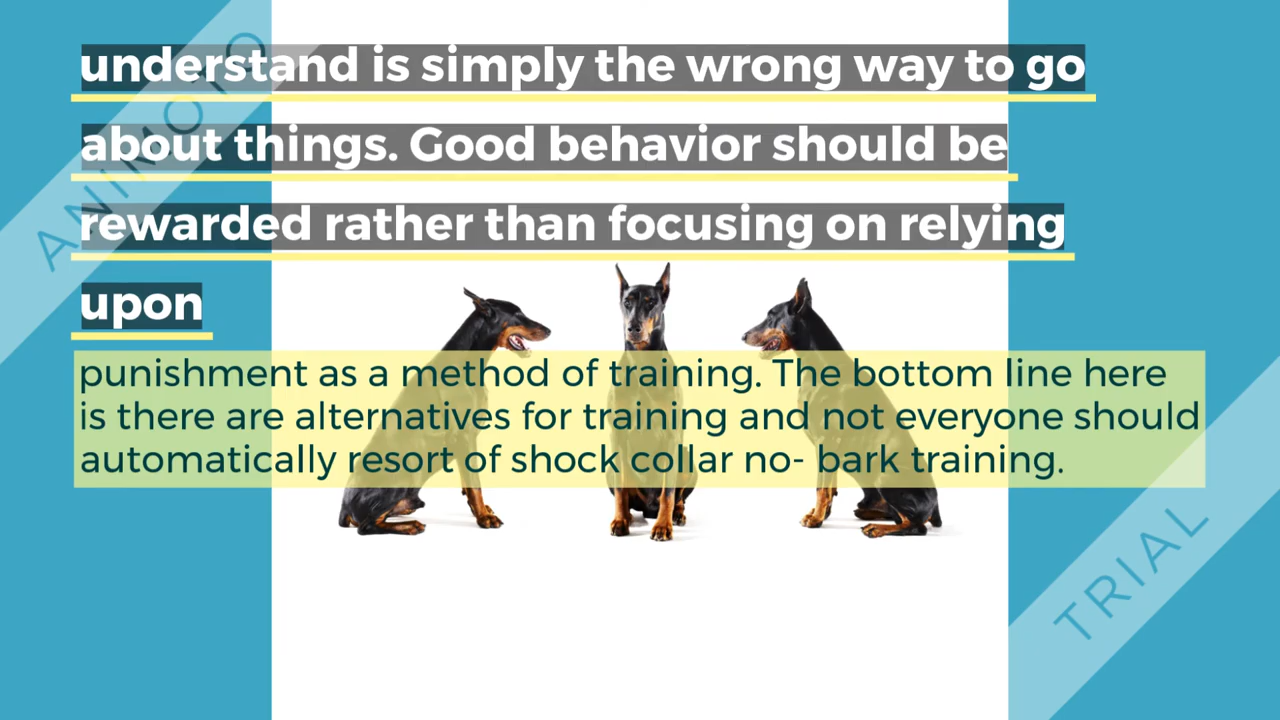 understand is simply the wrong way to go
about things. Good behavior should be
rewarded rather than focusing on relying
upon
punishment as a method of training. The bottom line here
is there are alternatives for training and not everyone should
automatically resort of shock collar no- bark training.
ANIMOTO
TRIAL